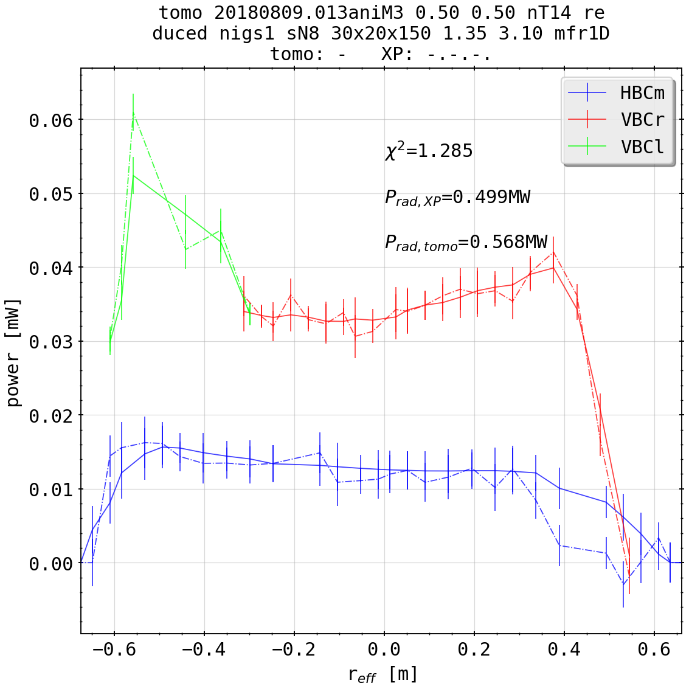 tomo 20180809.013aniM3 0.50 0.50 nT14 re
duced nigs1 sN8 30x20x150 1.35 3.10 mfr1D
tomo: -   XP: -.-.-.
HBCm
VBCr
VBCl
χ²=1.285
P_rad,XP=0.499MW
P_rad,tomo=0.568MW
power [mW]
0.06
0.05
0.04
0.03
0.02
0.01
0.00
−0.6 −0.4 −0.2 0.0 0.2 0.4 0.6
r_eff [m]